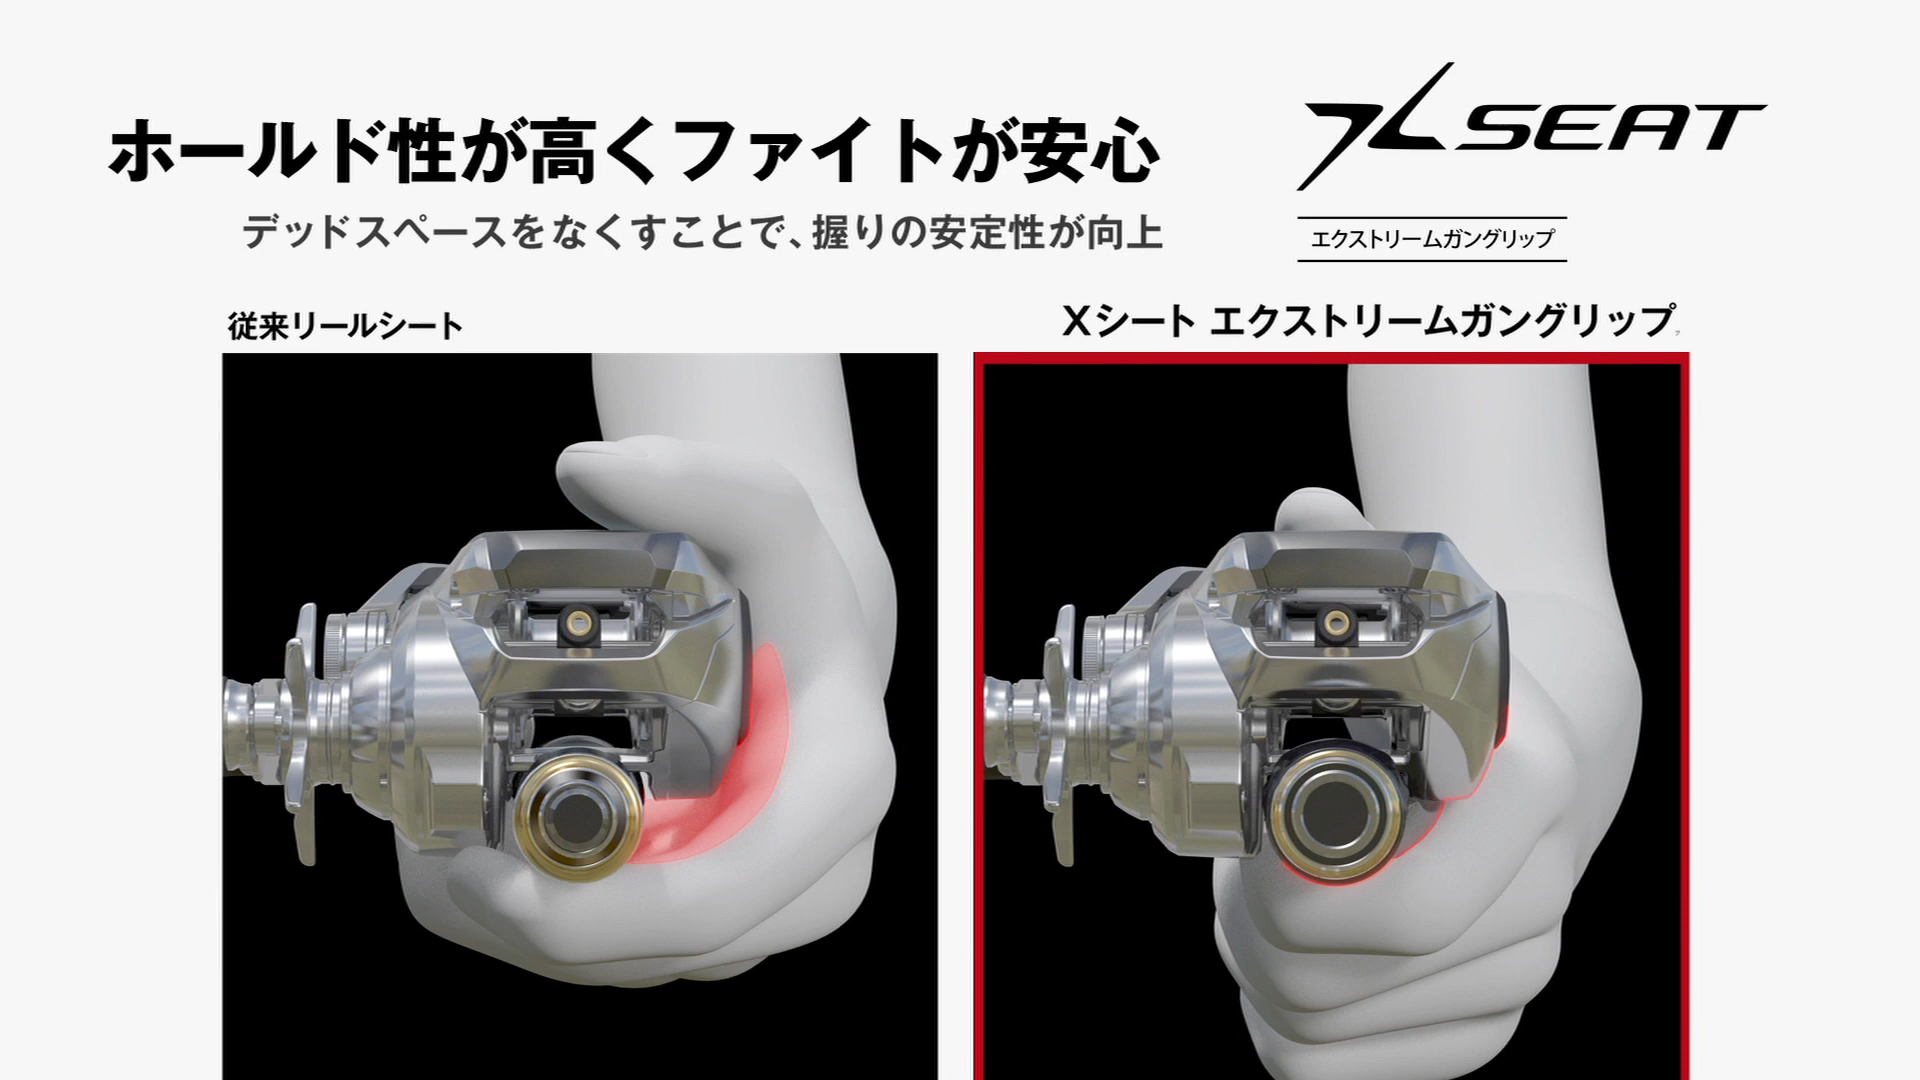 ホールド性が高くファイトが安心
デッドスペースをなくすことで、握りの安定性が向上
X SEAT
エクストリームガングリップ
従来リールシート
Xシート エクストリームガングリップ